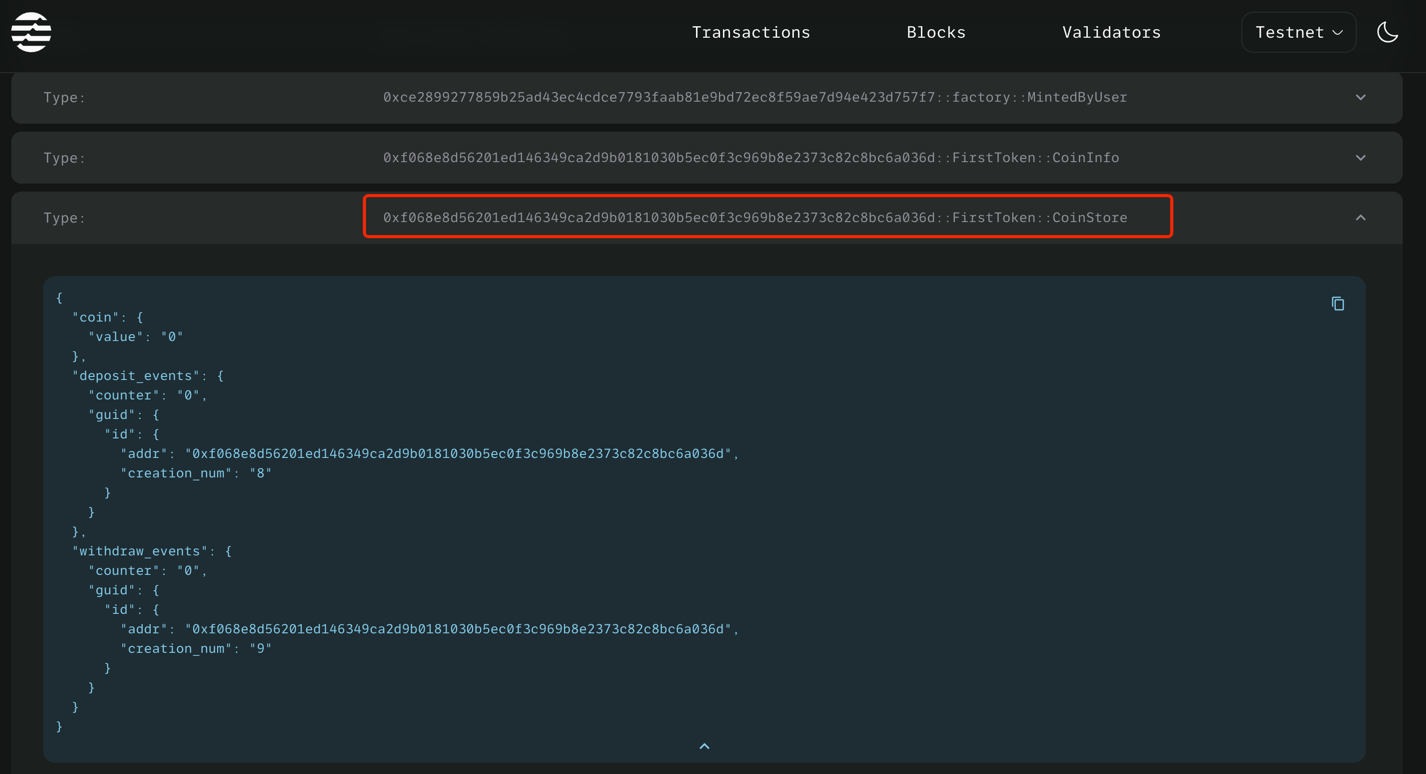 Transactions Blocks Validators Testnet
Type: 0xce2899277859b25ad43ec4cdce7793faab81e9bd72ec8f59ae7d94e423d757f7::factory::MintedByUser
Type: 0xf068e8d56201ed146349ca2d9b0181030b5ec0f3c969b8e2373c82c8bc6a036d::FirstToken::CoinInfo
Type: 0xf068e8d56201ed146349ca2d9b0181030b5ec0f3c969b8e2373c82c8bc6a036d::FirstToken::CoinStore
{
  "coin": {
    "value": "0"
  },
  "deposit_events": {
    "counter": "0",
    "guid": {
      "id": {
        "addr": "0xf068e8d56201ed146349ca2d9b0181030b5ec0f3c969b8e2373c82c8bc6a036d",
        "creation_num": "8"
      }
    }
  },
  "withdraw_events": {
    "counter": "0",
    "guid": {
      "id": {
        "addr": "0xf068e8d56201ed146349ca2d9b0181030b5ec0f3c969b8e2373c82c8bc6a036d",
        "creation_num": "9"
      }
    }
  }
}